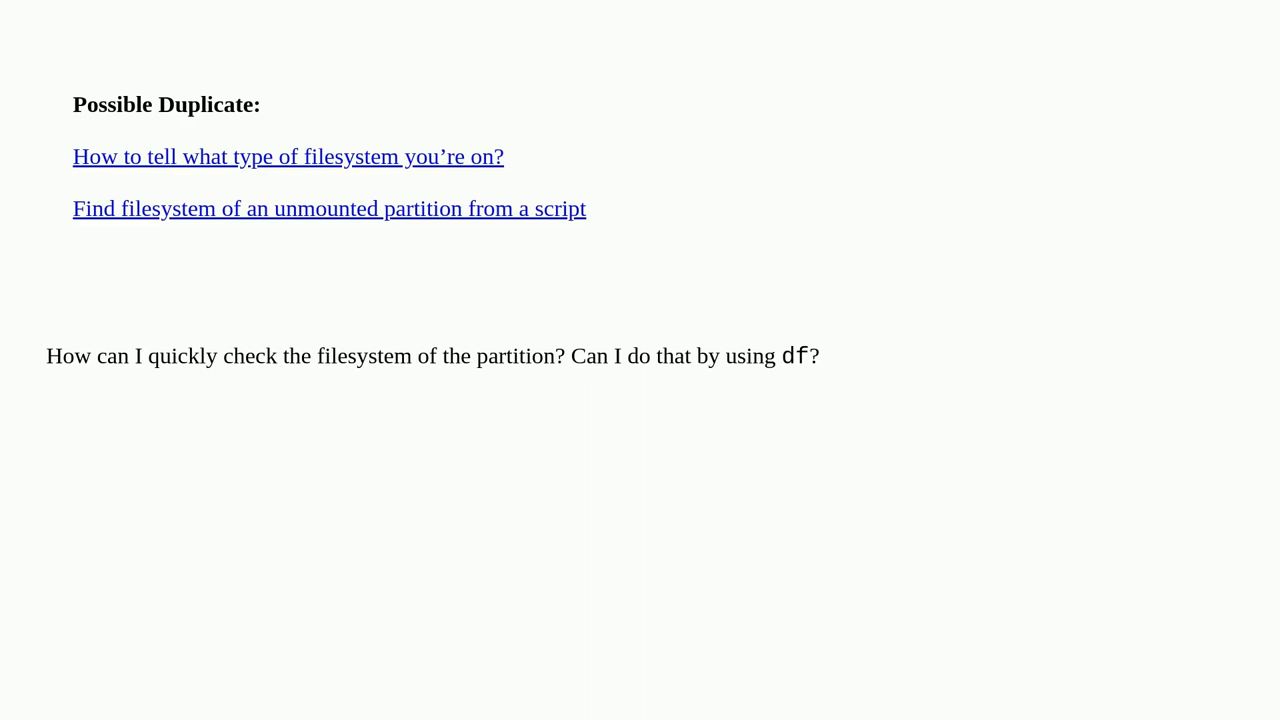 Possible Duplicate:
How to tell what type of filesystem you’re on?
Find filesystem of an unmounted partition from a script
How can I quickly check the filesystem of the partition? Can I do that by using df?